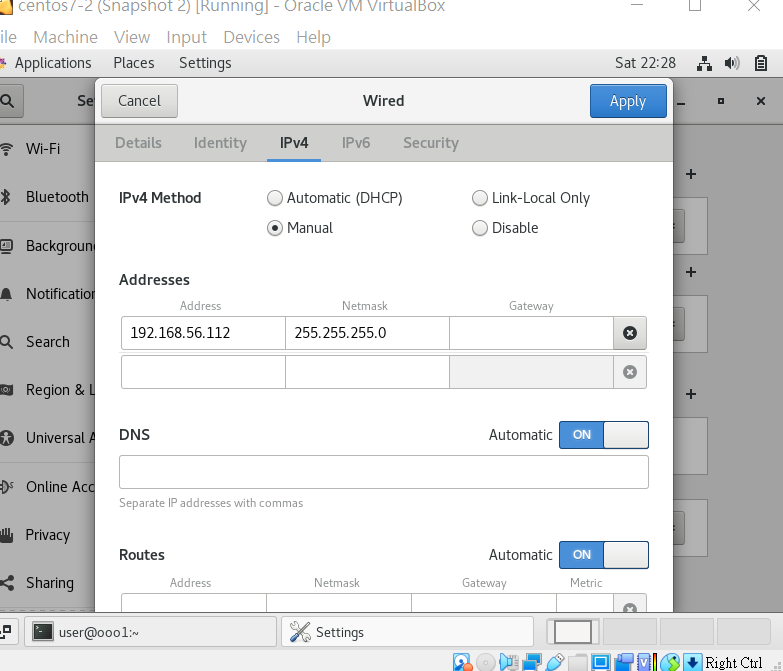 centos7-2 (Snapshot 2) [Running] - Oracle VM VirtualBox
ile Machine View Input Devices Help
Applications Places Settings Sat 22:28
Cancel Wired Apply
Details Identity IPv4 IPv6 Security
Wi-Fi
Bluetooth
Background
Notification
Search
Region & L
Universal A
Online Acc
Privacy
Sharing
IPv4 Method Automatic (DHCP) Link-Local Only
Manual Disable
Addresses
Address Netmask Gateway
192.168.56.112 255.255.255.0
DNS Automatic ON
Separate IP addresses with commas
Routes Automatic ON
Address Netmask Gateway Metric
user@ooo1:~ Settings
Right Ctrl